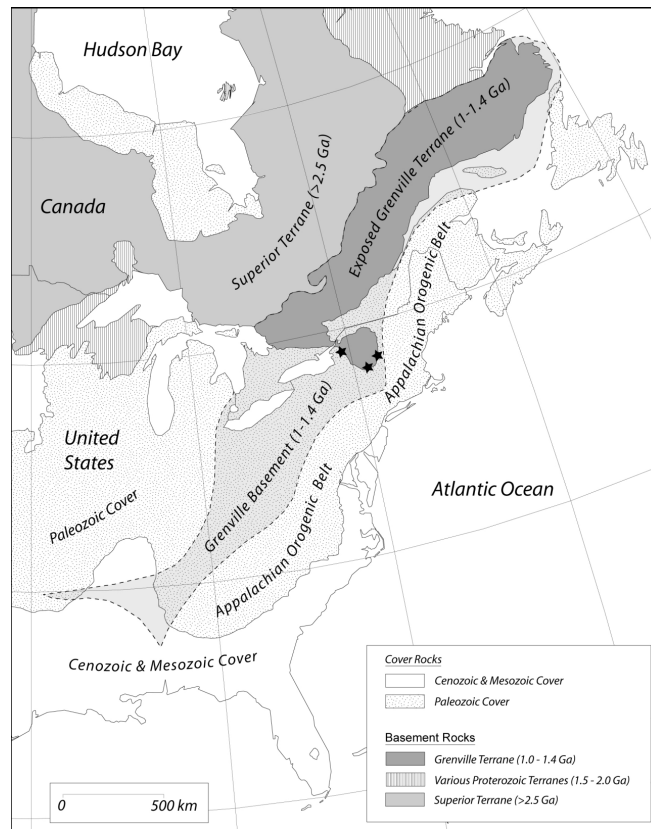 Hudson Bay
Canada
Superior Terrane (>2.5 Ga)
Exposed Grenville Terrane (1-1.4 Ga)
Appalachian Orogenic Belt
United
States
Paleozoic Cover
Grenville Basement (1-1.4 Ga)
Appalachian Orogenic Belt
Atlantic Ocean
Cenozoic & Mesozoic Cover
Cover Rocks
Cenozoic & Mesozoic Cover
Paleozoic Cover
Basement Rocks
Grenville Terrane (1.0 - 1.4 Ga)
Various Proterozoic Terranes (1.5 - 2.0 Ga)
Superior Terrane (>2.5 Ga)
0 500 km